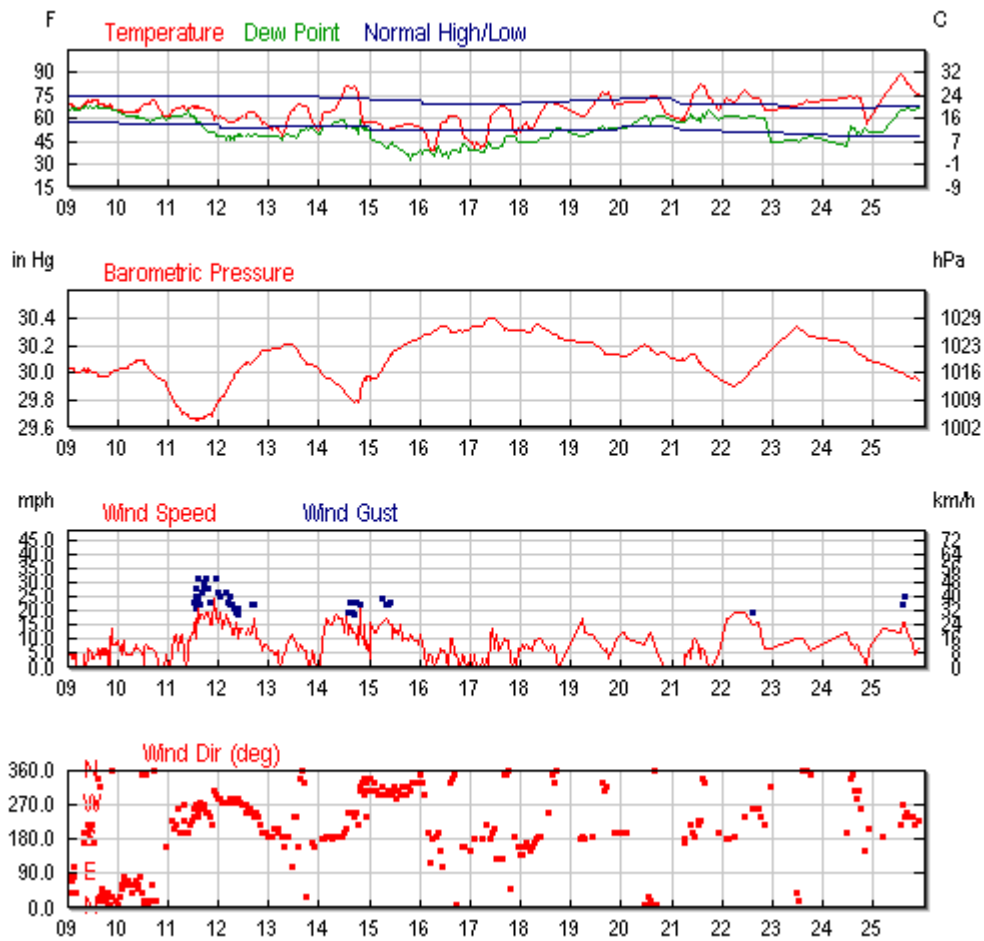 F Temperature Dew Point Normal High/Low C
90 32
75 24
60 16
45 7
30 -1
15 -9
09 10 11 12 13 14 15 16 17 18 19 20 21 22 23 24 25
in Hg Barometric Pressure hPa
30.4 1029
30.2 1023
30.0 1016
29.8 1009
29.6 1002
09 10 11 12 13 14 15 16 17 18 19 20 21 22 23 24 25
mph Wind Speed Wind Gust km/h
45.0 72
40.0 64
35.0 56
30.0 48
25.0 40
20.0 32
15.0 24
10.0 16
5.0 8
0.0 0
09 10 11 12 13 14 15 16 17 18 19 20 21 22 23 24 25
Wind Dir (deg)
360.0 N
270.0 W
180.0 S
90.0 E
0.0 N
09 10 11 12 13 14 15 16 17 18 19 20 21 22 23 24 25